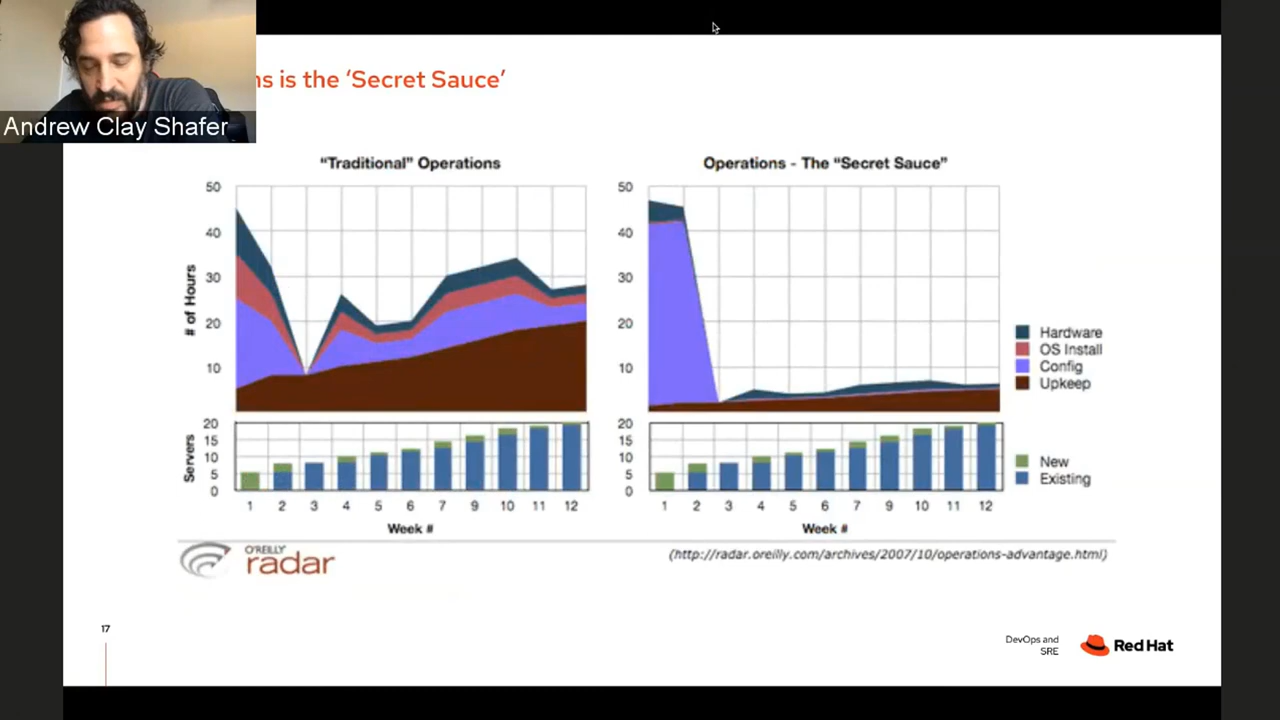 Andrew Clay Shafer
ns is the ‘Secret Sauce’
“Traditional” Operations
50
40
30
20
10
# of Hours
20
15
10
5
0
Servers
1 2 3 4 5 6 7 9 10 11 12
Week #
Operations - The “Secret Sauce”
50
40
30
20
10
20
15
10
5
0
1 2 3 4 5 6 7 9 10 11 12
Week #
Hardware
OS Install
Config
Upkeep
New
Existing
O'REILLY
radar
(http://radar.oreilly.com/archives/2007/10/operations-advantage.html)
17
DevOps and
SRE
Red Hat